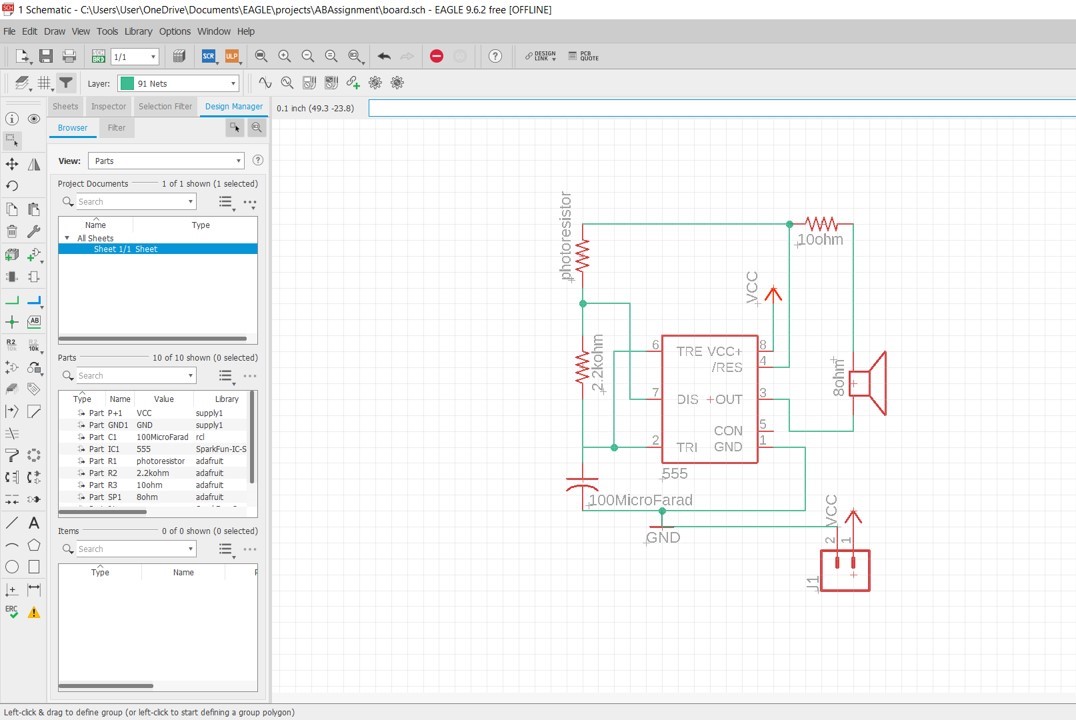 1 Schematic - C:\Users\User\OneDrive\Documents\EAGLE\projects\ABAssignment\board.sch - EAGLE 9.6.2 free [OFFLINE]
File Edit Draw View Tools Library Options Window Help
1/1 SCR ULP DESIGN LINK PCB QUOTE
Layer: 91 Nets
Sheets Inspector Selection Filter Design Manager
0.1 inch (49.3 -23.8)
Browser Filter
View: Parts
Project Documents 1 of 1 shown (1 selected)
Search
Name Type
All Sheets
Sheet 1/1 Sheet
Parts 10 of 10 shown (0 selected)
Search
Type Name Value Library
Part P+1 VCC supply1
Part GND1 GND supply1
Part C1 100MicroFarad rcl
Part IC1 555 SparkFun-IC-S
Part R1 photoresistor adafruit
Part R2 2.2kohm adafruit
Part R3 10ohm adafruit
Part SP1 8ohm adafruit
Items 0 of 0 shown (0 selected)
Search
Type Name
R2
10k
ERC
photoresistor
10ohm
VCC
2.2kohm
6 TRE VCC+ 8
/RES 4
7 DIS +OUT 3
CON 5
2 TRI GND 1
555
8ohm
100MicroFarad
GND
VCC
2 1
J1
Left-click & drag to define group (or left-click to start defining a group polygon)